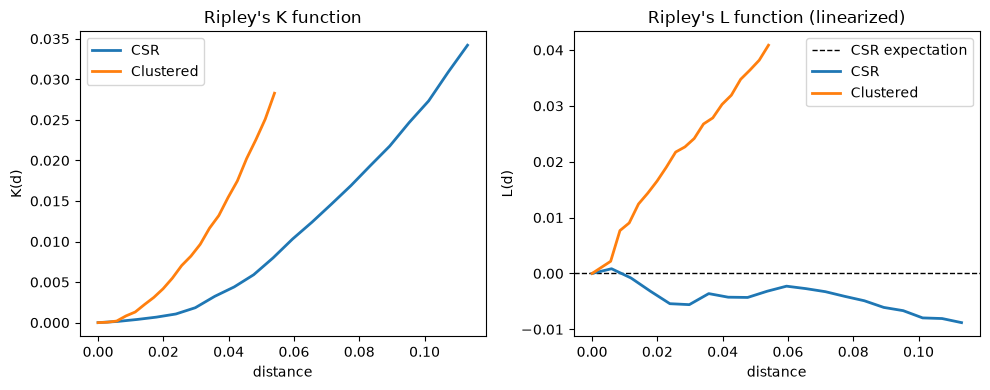 Ripley's K function
K(d)
0.035
0.030
0.025
0.020
0.015
0.010
0.005
0.000
CSR
Clustered
0.00 0.02 0.04 0.06 0.08 0.10
distance
Ripley's L function (linearized)
L(d)
0.04
0.03
0.02
0.01
0.00
−0.01
CSR expectation
CSR
Clustered
0.00 0.02 0.04 0.06 0.08 0.10
distance